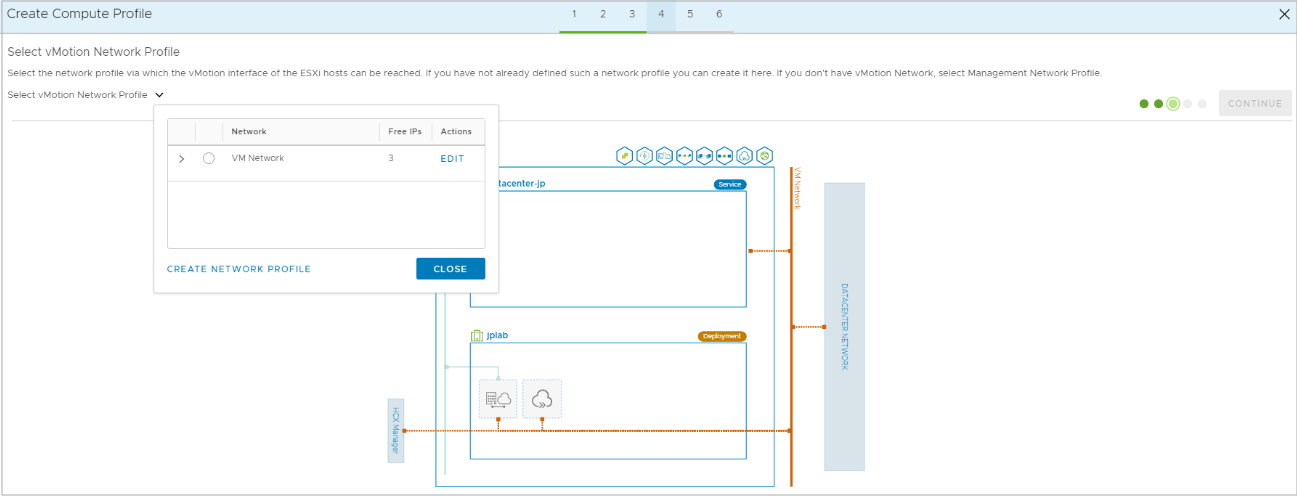 Create Compute Profile
1 2 3 4 5 6
Select vMotion Network Profile
Select the network profile via which the vMotion interface of the ESXi hosts can be reached. If you have not already defined such a network profile you can create it here. If you don't have vMotion Network, select Management Network Profile.
Select vMotion Network Profile
CONTINUE
Network Free IPs Actions
VM Network 3 EDIT
CREATE NETWORK PROFILE CLOSE
tacenter-jp
Service
VM Network
DATACENTER NETWORK
jplab
Deployment
HCX Manager